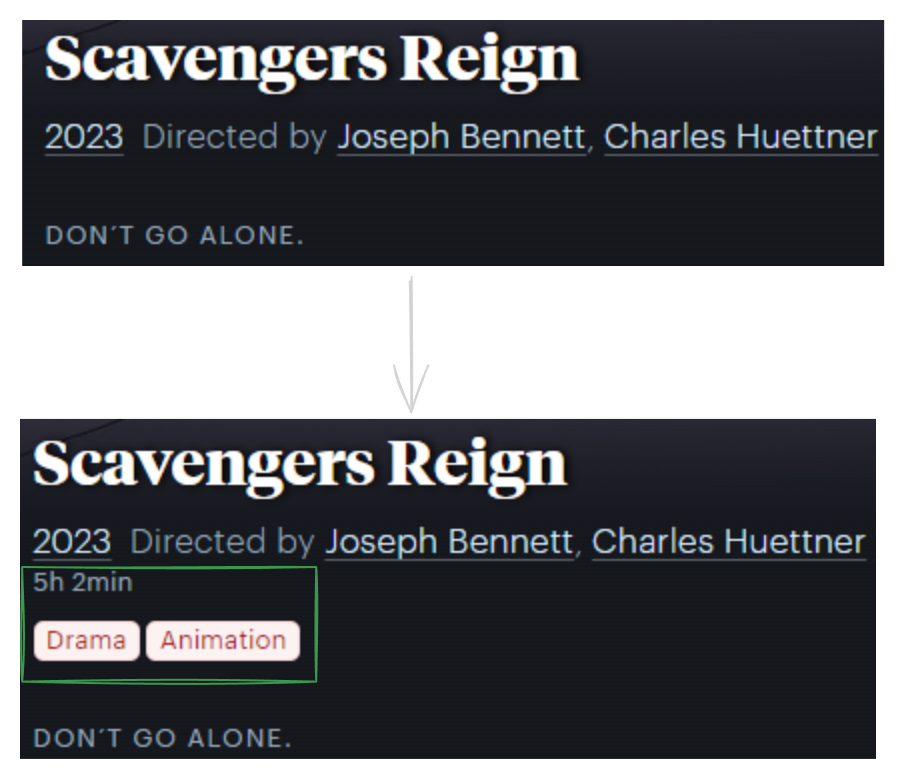 Scavengers Reign
2023 Directed by Joseph Bennett, Charles Huettner
DON´T GO ALONE.
Scavengers Reign
2023 Directed by Joseph Bennett, Charles Huettner
5h 2min
Drama Animation
DON´T GO ALONE.